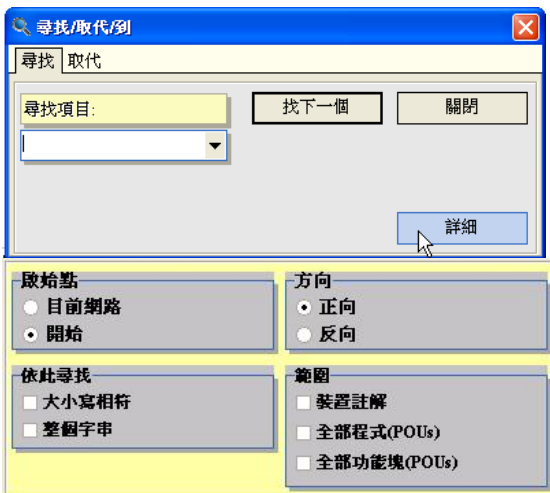 尋找/取代/到
尋找 取代
尋找項目: 找下一個 關閉
詳細
啟始點
目前網路
開始
方向
正向
反向
依此尋找
大小寫相符
整個字串
範圍
裝置註解
全部程式(POUs)
全部功能塊(POUs)